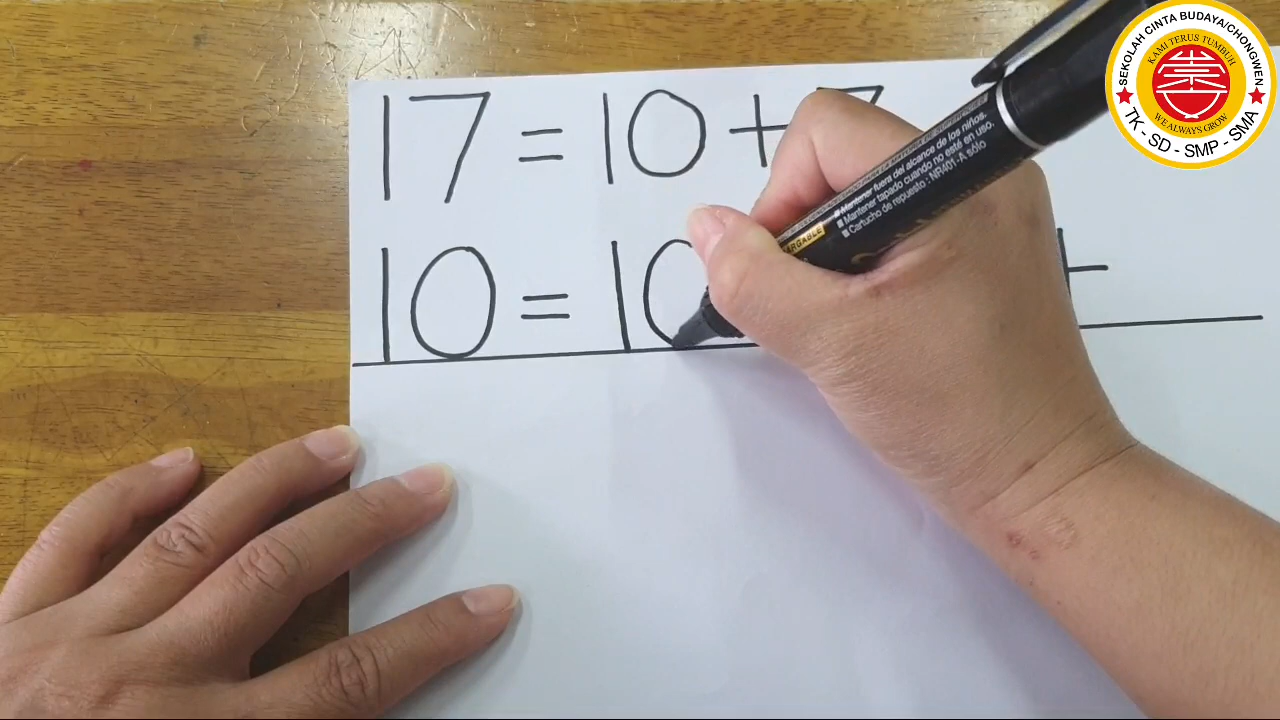 17 = 10 + 7
10 = 10
+
SEKOLAH CINTA BUDAYA/CHONGWEN
KAMI TERUS TUMBUH
WE ALWAYS GROW
TK - SD - SMP - SMA
Mantener fuera del alcance de los niños.
Mantener tapado cuando no esté en uso.
Cartucho de repuesto : NR401-A sólo